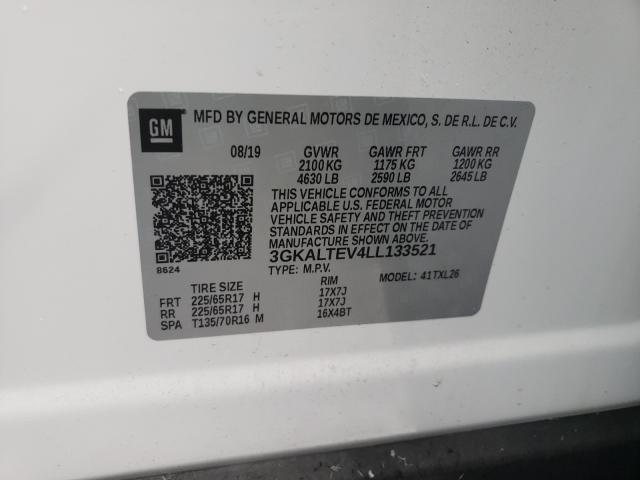 GM
MFD BY GENERAL MOTORS DE MEXICO, S. DE R.L. DE C.V.
08/19 GVWR GAWR FRT GAWR RR
2100 KG 1175 KG 1200 KG
4630 LB 2590 LB 2645 LB
THIS VEHICLE CONFORMS TO ALL
APPLICABLE U.S. FEDERAL MOTOR
VEHICLE SAFETY AND THEFT PREVENTION
STANDARDS IN EFFECT ON THE DATE OF
MANUFACTURE SHOWN ABOVE.
8624
3GKALTEV4LL133521
TYPE: M.P.V. MODEL: 41TXL26
TIRE SIZE RIM
FRT 225/65R17 H 17X7J
RR 225/65R17 H 17X7J
SPA T135/70R16 M 16X4BT